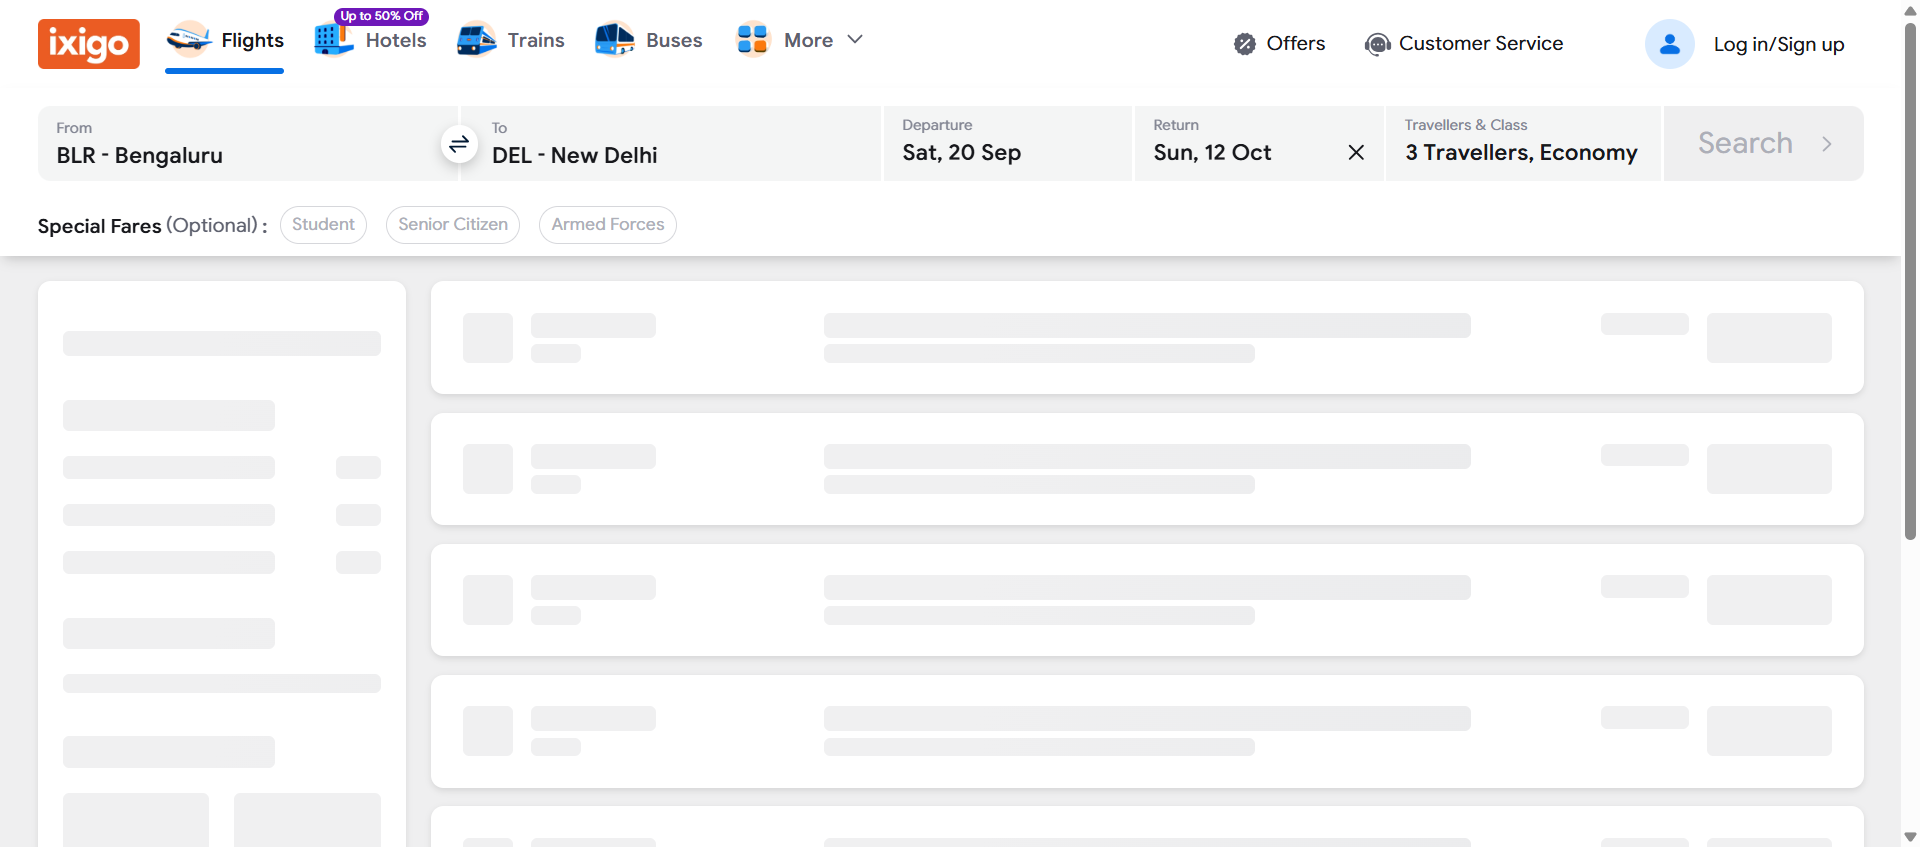 ixigo
Flights
Up to 50% Off
Hotels
Trains
Buses
More
Offers
Customer Service
Log in/Sign up
From
BLR - Bengaluru
To
DEL - New Delhi
Departure
Sat, 20 Sep
Return
Sun, 12 Oct
Travellers & Class
3 Travellers, Economy
Search
Special Fares (Optional) :
Student
Senior Citizen
Armed Forces